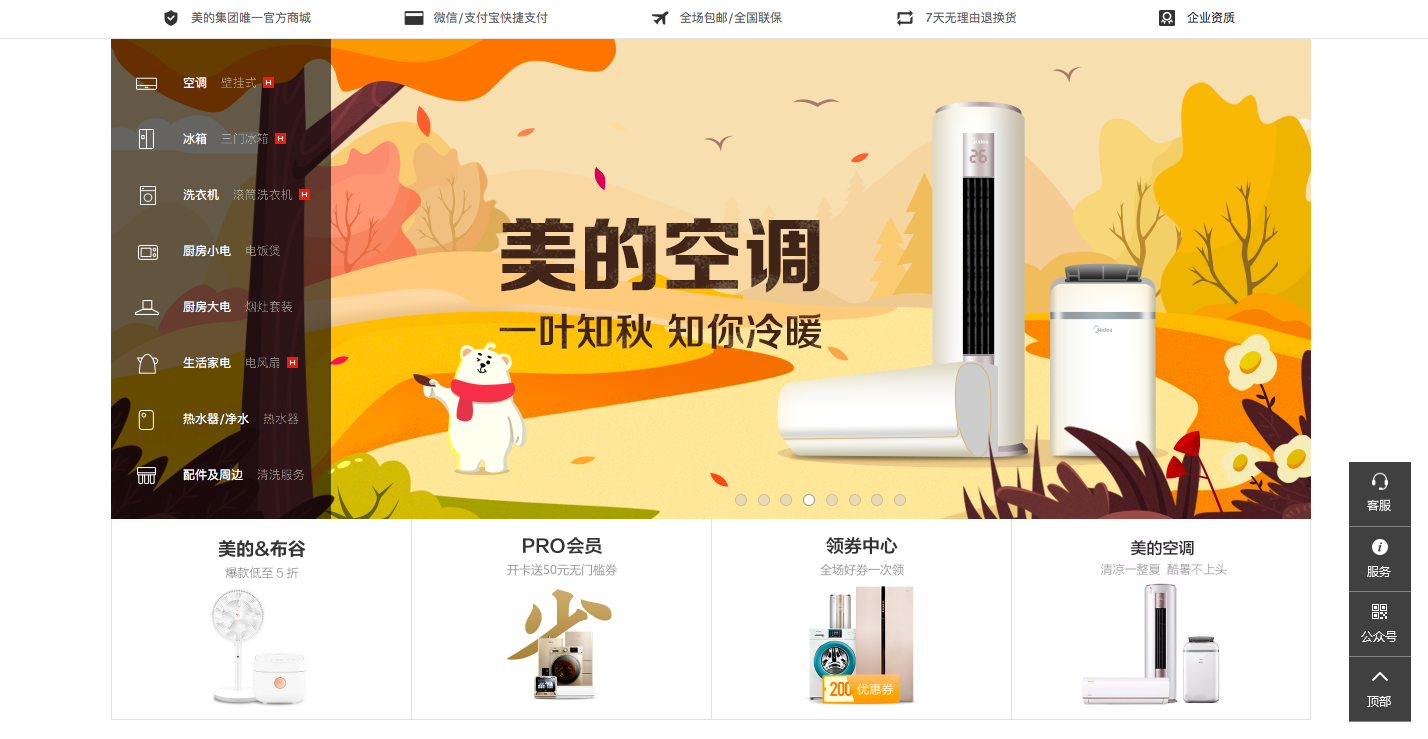 美的集团唯一官方商城
微信/支付宝快捷支付
全场包邮/全国联保
7天无理由退换货
企业资质
空调 壁挂式 H
冰箱 三门冰箱 H
洗衣机 滚筒洗衣机 H
厨房小电 电饭煲
厨房大电 烟灶套装
生活家电 电风扇 H
热水器/净水 热水器
配件及周边 清洗服务
美的空调
一叶知秋 知你冷暖
Midea
26
Midea
客服
服务
公众号
顶部
美的&布谷
爆款低至 5 折
PRO会员
开卡送50元无门槛券
省
领券中心
全场好券一次领
200 优惠券
美的空调
清凉一整夏 酷暑不上头